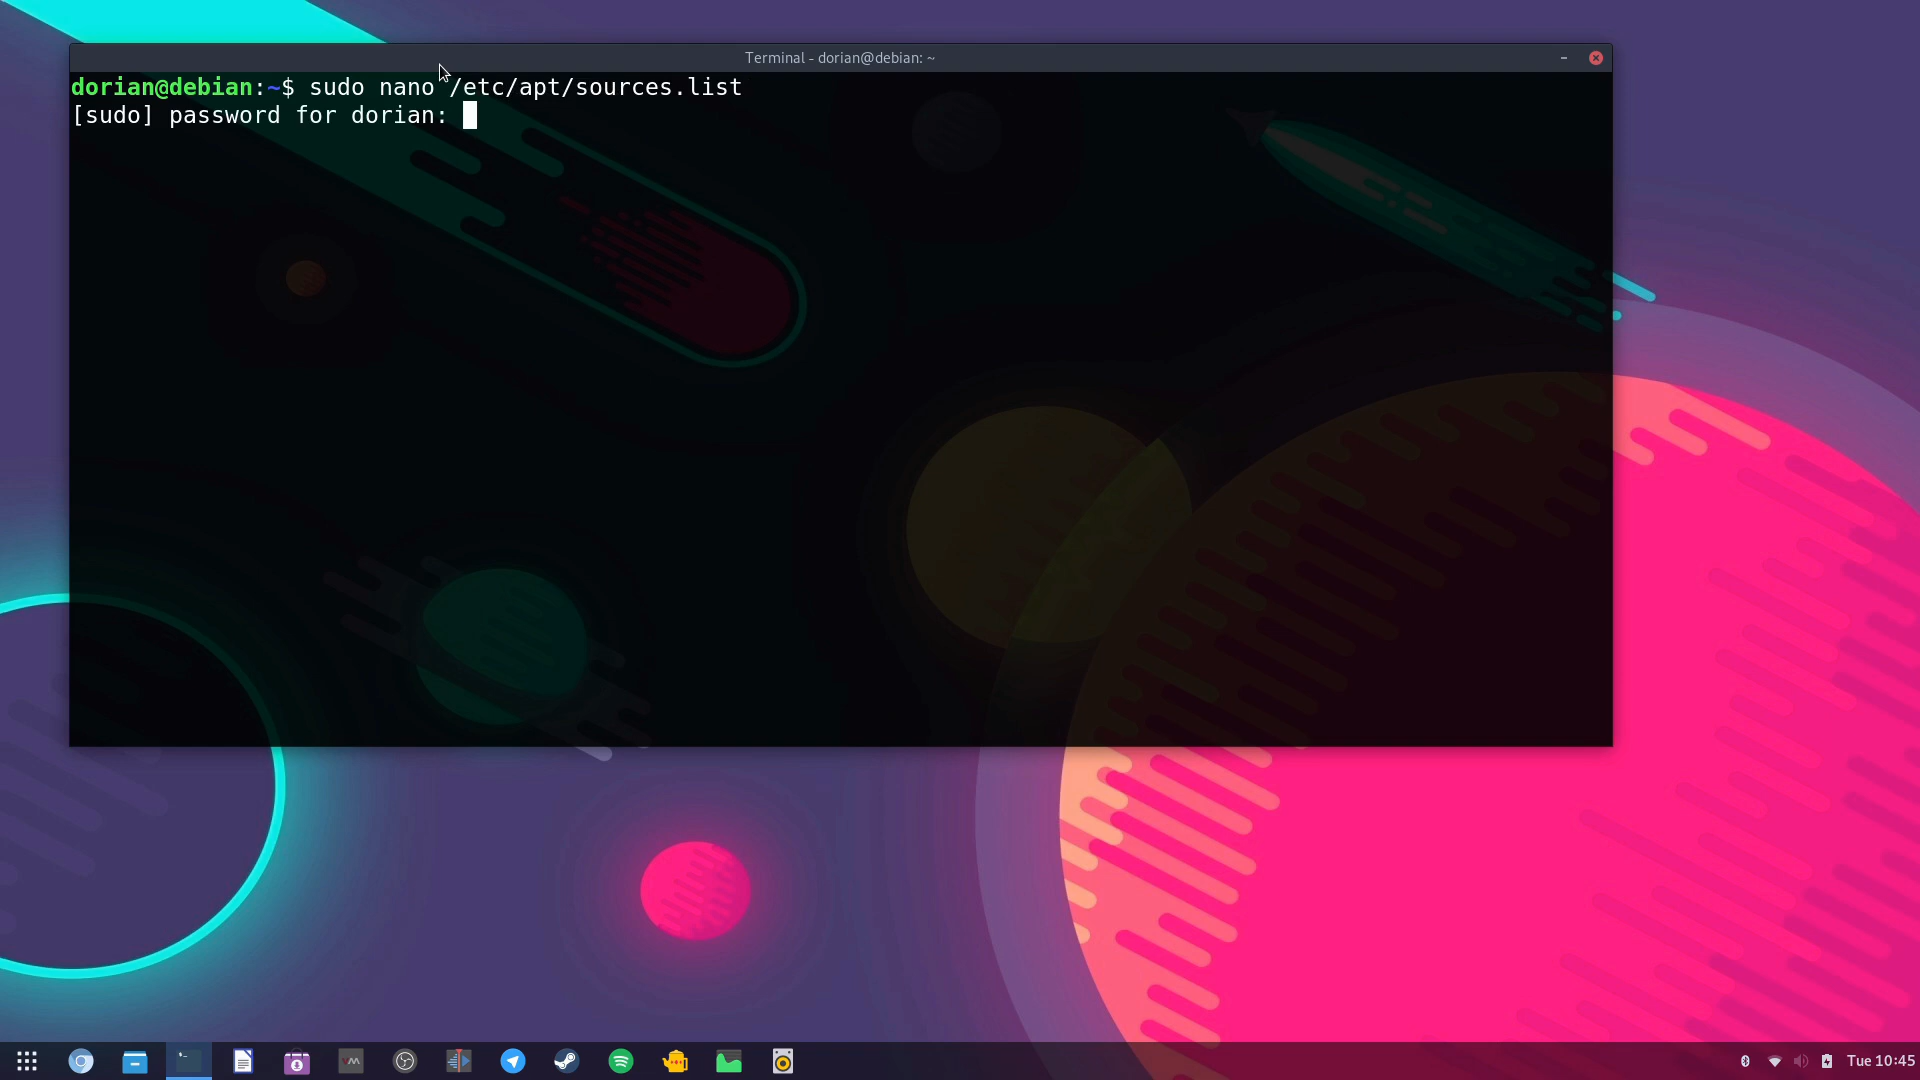 Terminal - dorian@debian: ~
dorian@debian:~$ sudo nano /etc/apt/sources.list
[sudo] password for dorian:
Tue 10:45